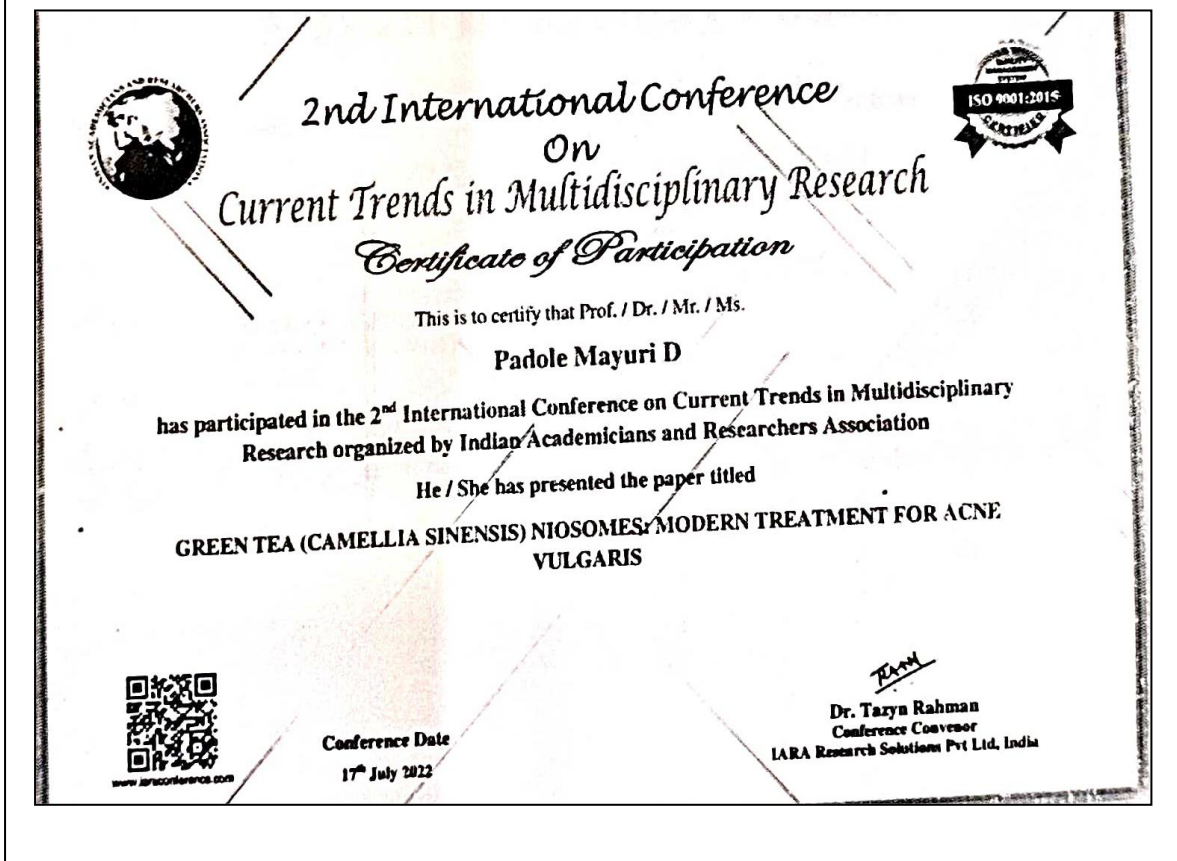 2nd International Conference
On
Current Trends in Multidisciplinary Research
Certificate of Participation
This is to certify that Prof. / Dr. / Mr. / Ms.
Padole Mayuri D
has participated in the 2nd International Conference on Current Trends in Multidisciplinary
Research organized by Indian Academicians and Researchers Association
He / She has presented the paper titled
GREEN TEA (CAMELLIA SINENSIS) NIOSOMES: MODERN TREATMENT FOR ACNE
VULGARIS
ISO 9001:2015
CERTIFIED
www.iaraconference.com
Conference Date
17th July 2022
Dr. Tazyn Rahman
Conference Convenor
IARA Research Solutions Pvt Ltd, India